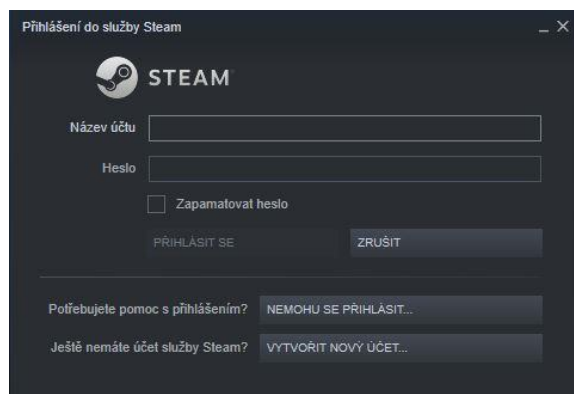 Přihlášení do služby Steam
STEAM
Název účtu
Heslo
Zapamatovat heslo
PŘIHLÁSIT SE ZRUŠIT
Potřebujete pomoc s přihlášením? NEMOHU SE PŘIHLÁSIT...
Ještě nemáte účet služby Steam? VYTVOŘIT NOVÝ ÚČET...